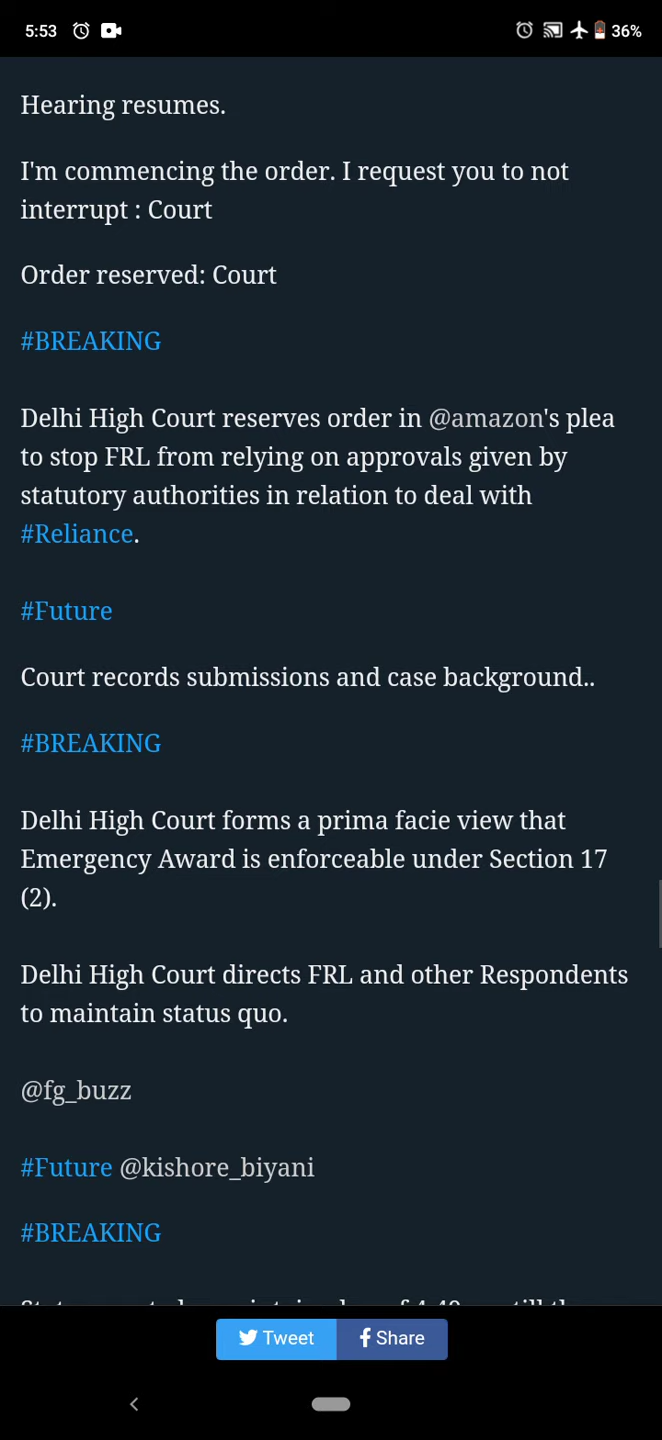 5:53
36%
Hearing resumes.
I'm commencing the order. I request you to not
interrupt : Court
Order reserved: Court
#BREAKING
Delhi High Court reserves order in @amazon's plea
to stop FRL from relying on approvals given by
statutory authorities in relation to deal with
#Reliance.
#Future
Court records submissions and case background..
#BREAKING
Delhi High Court forms a prima facie view that
Emergency Award is enforceable under Section 17
(2).
Delhi High Court directs FRL and other Respondents
to maintain status quo.
@fg_buzz
#Future @kishore_biyani
#BREAKING
Tweet
Share